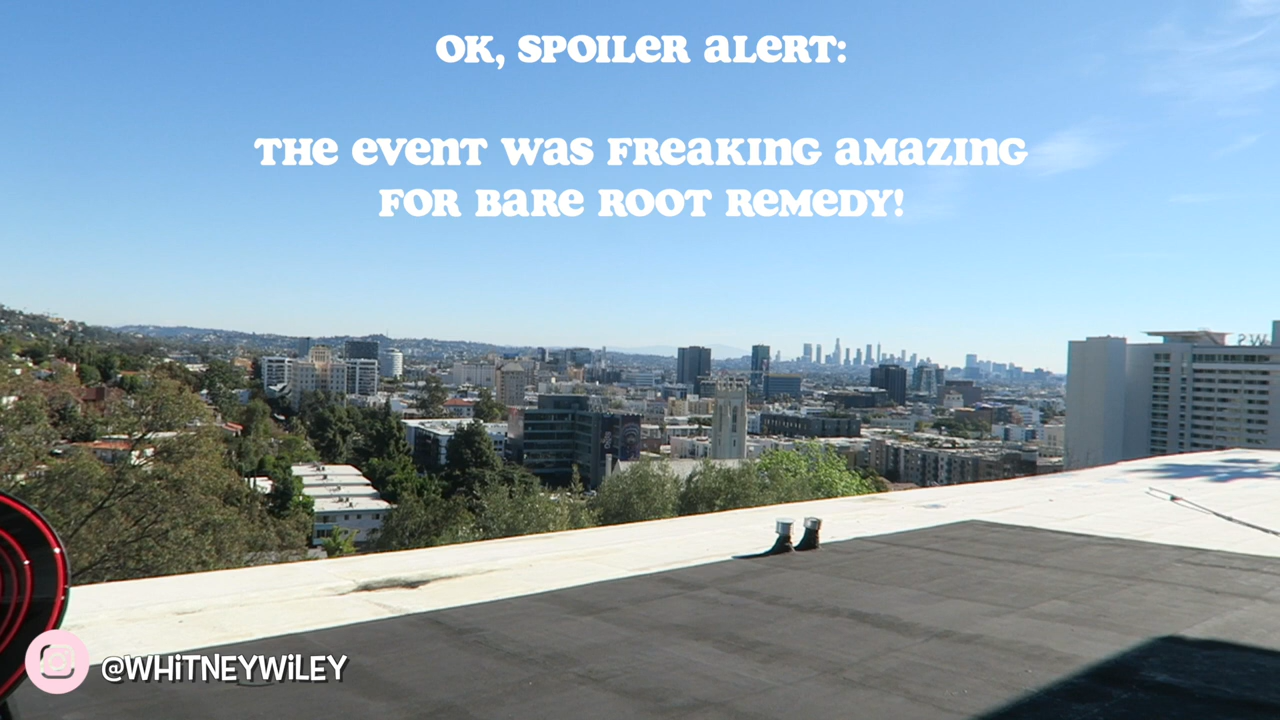 OK, SPOILER ALERT:
THE EVENT WAS FREAKING AMAZING
FOR BARE ROOT REMEDY!
@WHITNEYWILEY